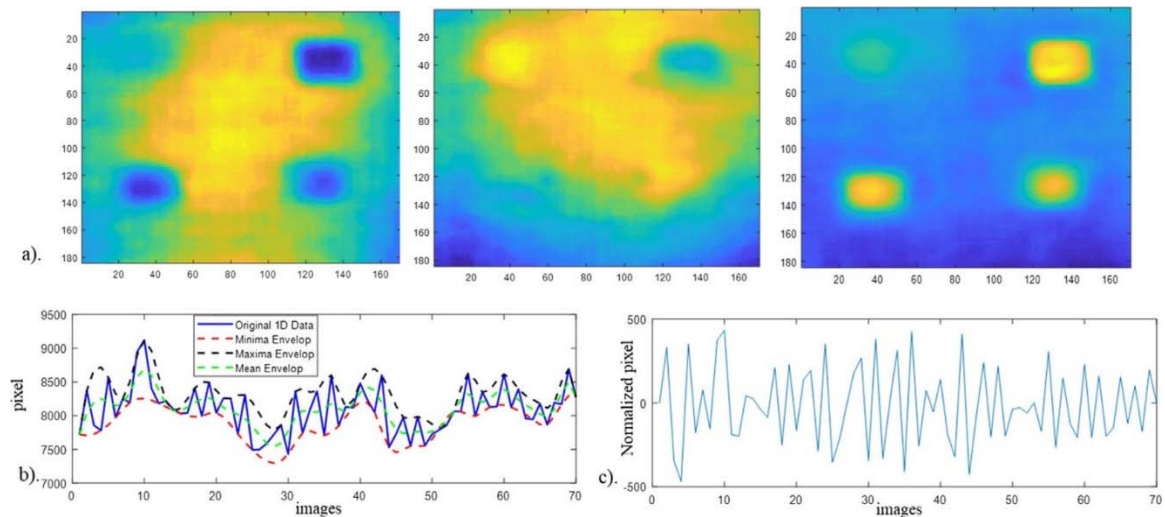 20
40
60
80
100
120
140
160
180
20 40 60 80 100 120 140 160
20
40
60
80
100
120
140
160
180
20 40 60 80 100 120 140 160
20
40
60
80
100
120
140
160
180
20 40 60 80 100 120 140 160
a).
9500
9000
8500
8000
7500
7000
pixel
Original 1D Data
Minima Envelop
Maxima Envelop
Mean Envelop
0 10 20 30 40 50 60 70
images
b).
500
0
-500
Normalized pixel
0 10 20 30 40 50 60 70
images
c).